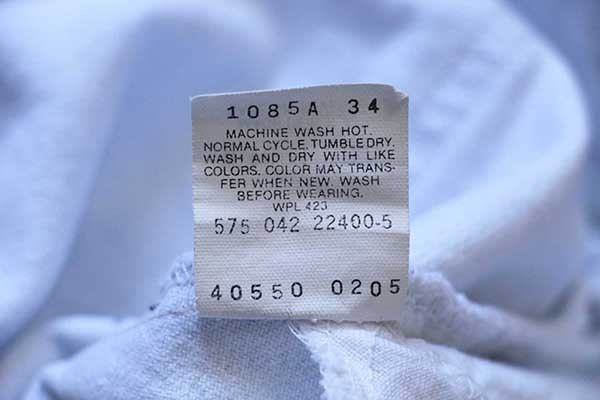 1085A 34
MACHINE WASH HOT.
NORMAL CYCLE. TUMBLE DRY.
WASH AND DRY WITH LIKE
COLORS. COLOR MAY TRANS-
FER WHEN NEW. WASH
BEFORE WEARING.
WPL 423
575 042 22400-5
40550 0205